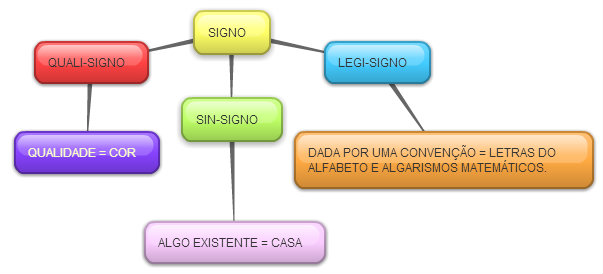 SIGNO
QUALI-SIGNO
LEGI-SIGNO
SIN-SIGNO
QUALIDADE = COR
DADA POR UMA CONVENÇÃO = LETRAS DO
ALFABETO E ALGARISMOS MATEMÁTICOS.
ALGO EXISTENTE = CASA